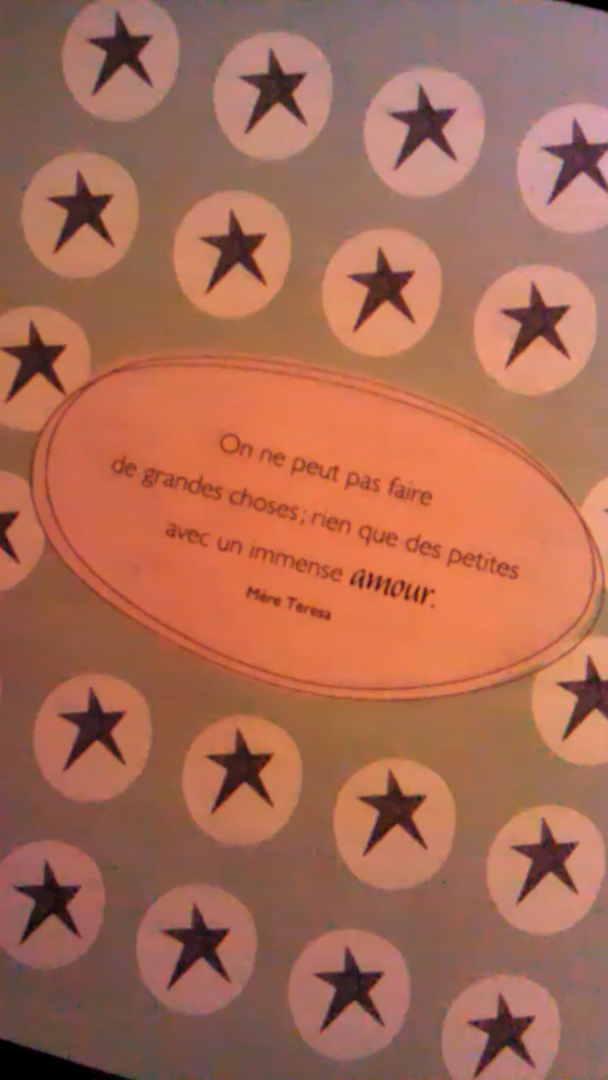 On ne peut pas faire
de grandes choses; rien que des petites
avec un immense amour.
Mère Teresa